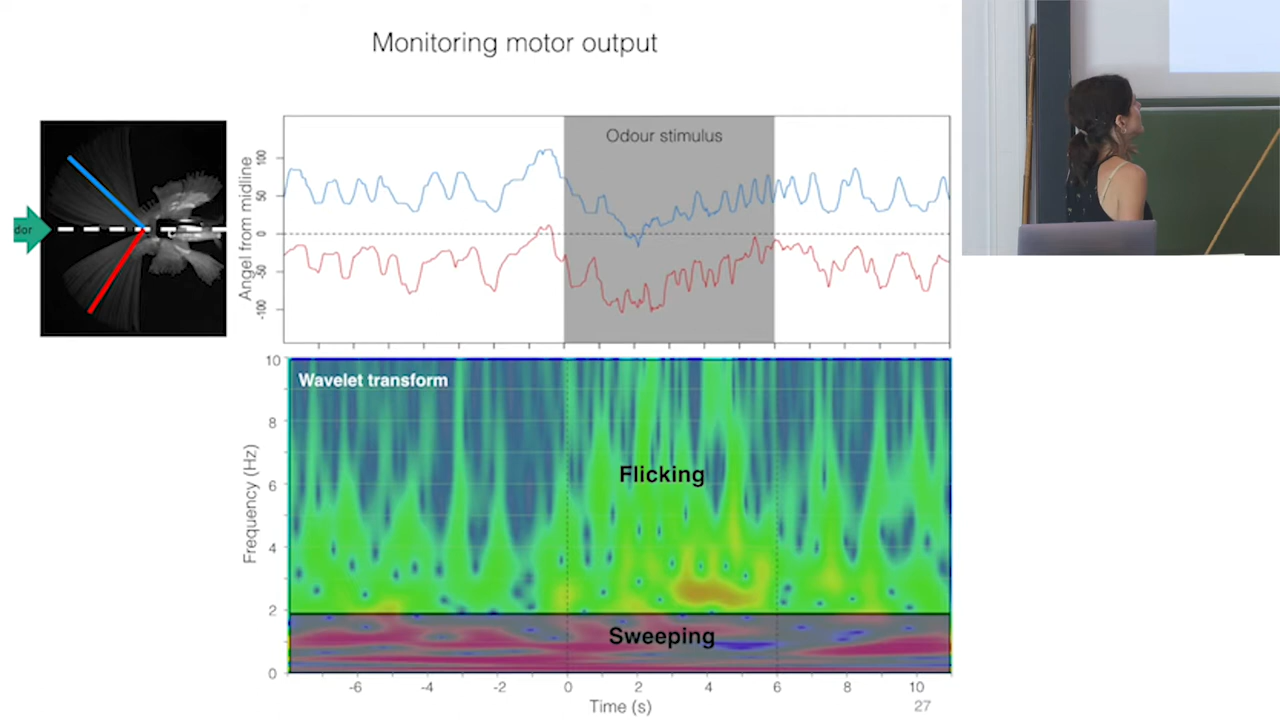 Monitoring motor output
dor
Angel from midline
100
50
0
-50
-100
Odour stimulus
Wavelet transform
Flicking
Sweeping
Frequency (Hz)
10
8
6
4
2
0
-6
-4
-2
0
2
4
6
8
10
Time (s)
27